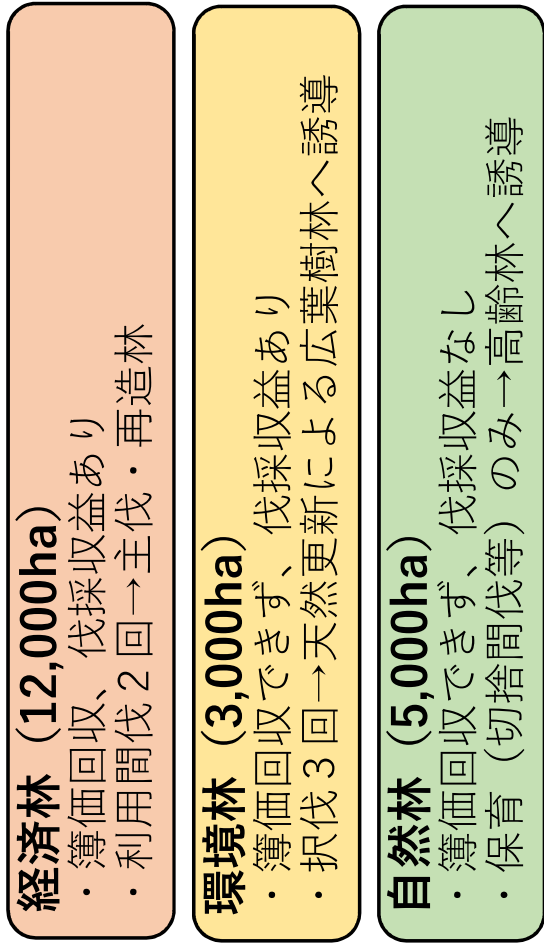 経済林（12,000ha）
・簿価回収、伐採収益あり
・利用間伐２回→主伐・再造林
環境林（3,000ha）
・簿価回収できず、伐採収益あり
・択伐３回→天然更新による広葉樹林へ誘導
自然林（5,000ha）
・簿価回収できず、伐採収益なし
・保育（切捨間伐等）のみ→高齢林へ誘導